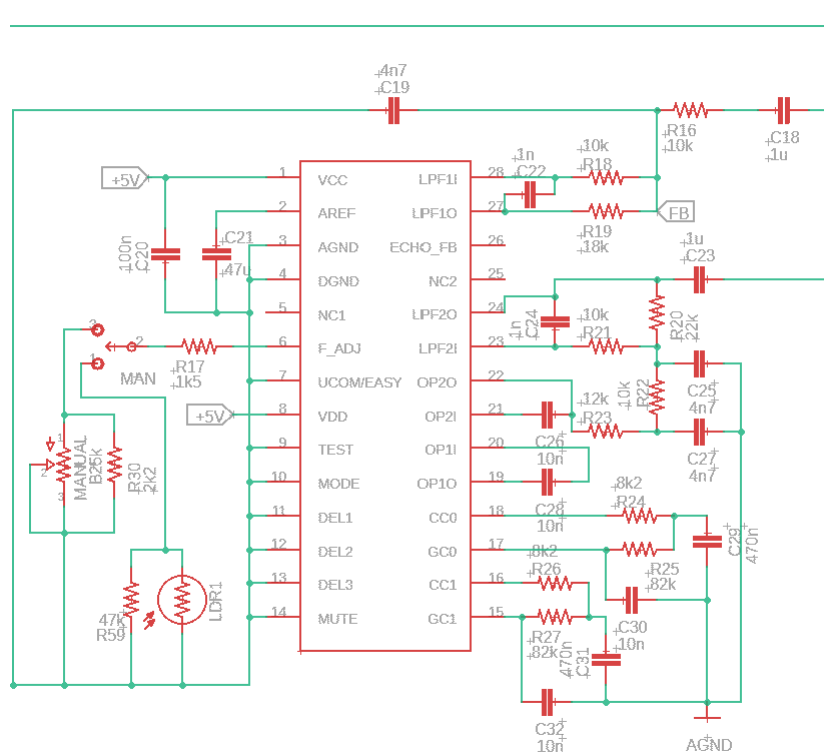 4n7
C19
R16
10k
C18
1u
10k
R18
1n
C22
R19
18k
FB
+5V
100n
C20
C21
47u
1
VCC
2
AREF
3
AGND
4
DGND
5
NC1
6
F_ADJ
7
UCOM/EASY
8
VDD
9
TEST
10
MODE
11
DEL1
12
DEL2
13
DEL3
14
MUTE
28
LPF1I
27
LPF1O
26
ECHO_FB
25
NC2
24
LPF2O
23
LPF2I
22
OP2O
21
OP2I
20
OP1I
19
OP1O
18
CC0
17
GC0
16
CC1
15
GC1
1u
C23
1n
C24
10k
R21
R20
22k
10k
R22
C25
4n7
12k
R23
C26
10n
C27
4n7
C28
10n
8k2
R24
C29
470n
R25
82k
8k2
R26
R27
82k
C30
10n
470n
C31
C32
10n
AGND
3
2
1
MAN
R17
1k5
+5V
1
2
3
MANUAL
B25k
R30
2k2
47k
R59
LDR1